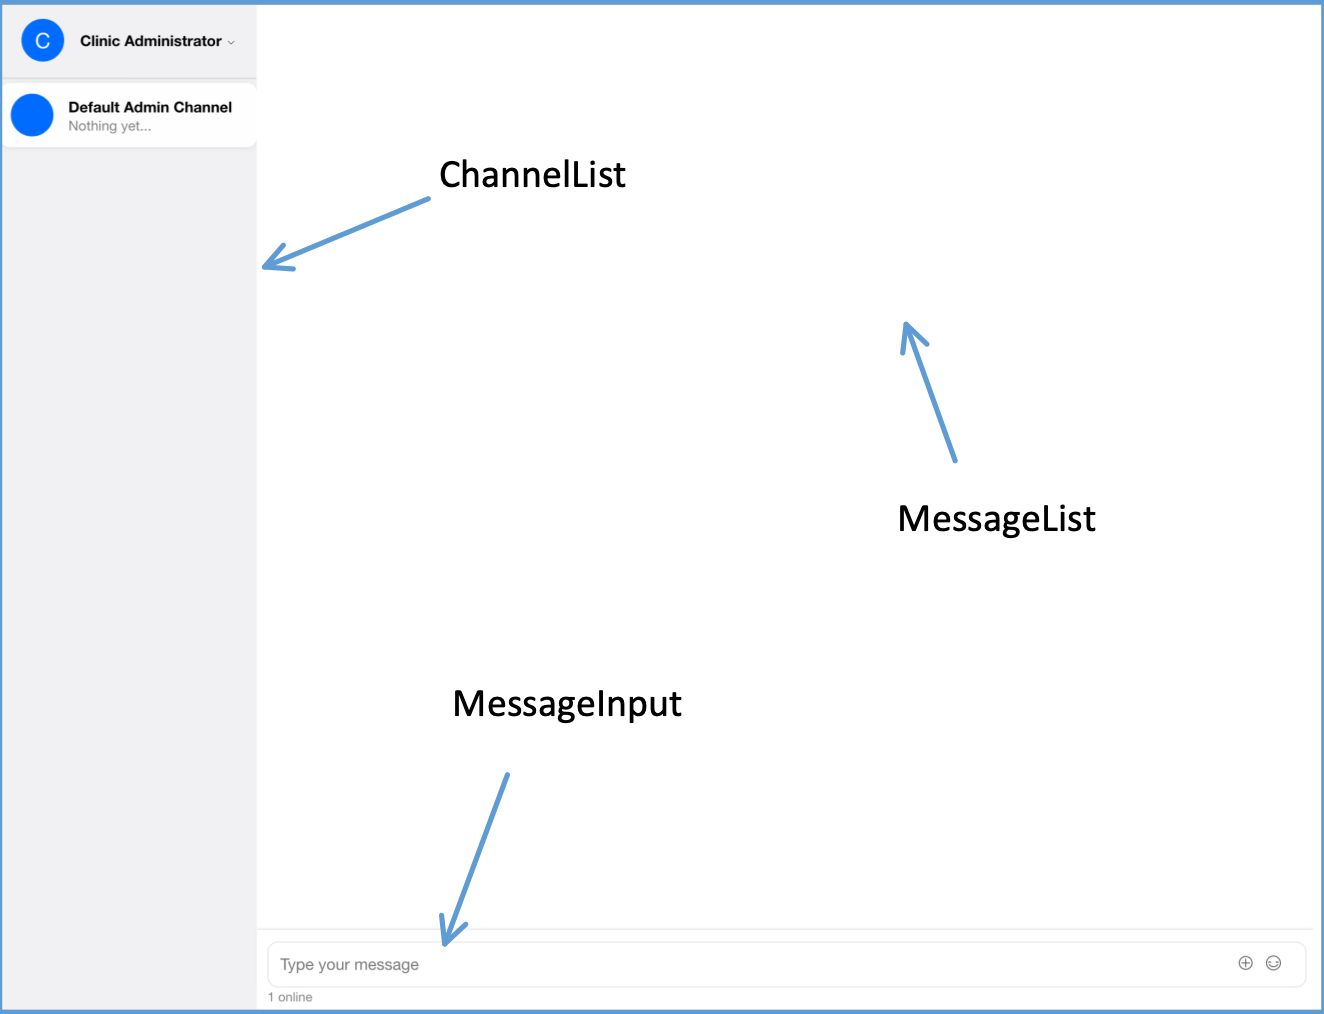 C
Clinic Administrator
Default Admin Channel
Nothing yet...
ChannelList
MessageList
MessageInput
Type your message
1 online